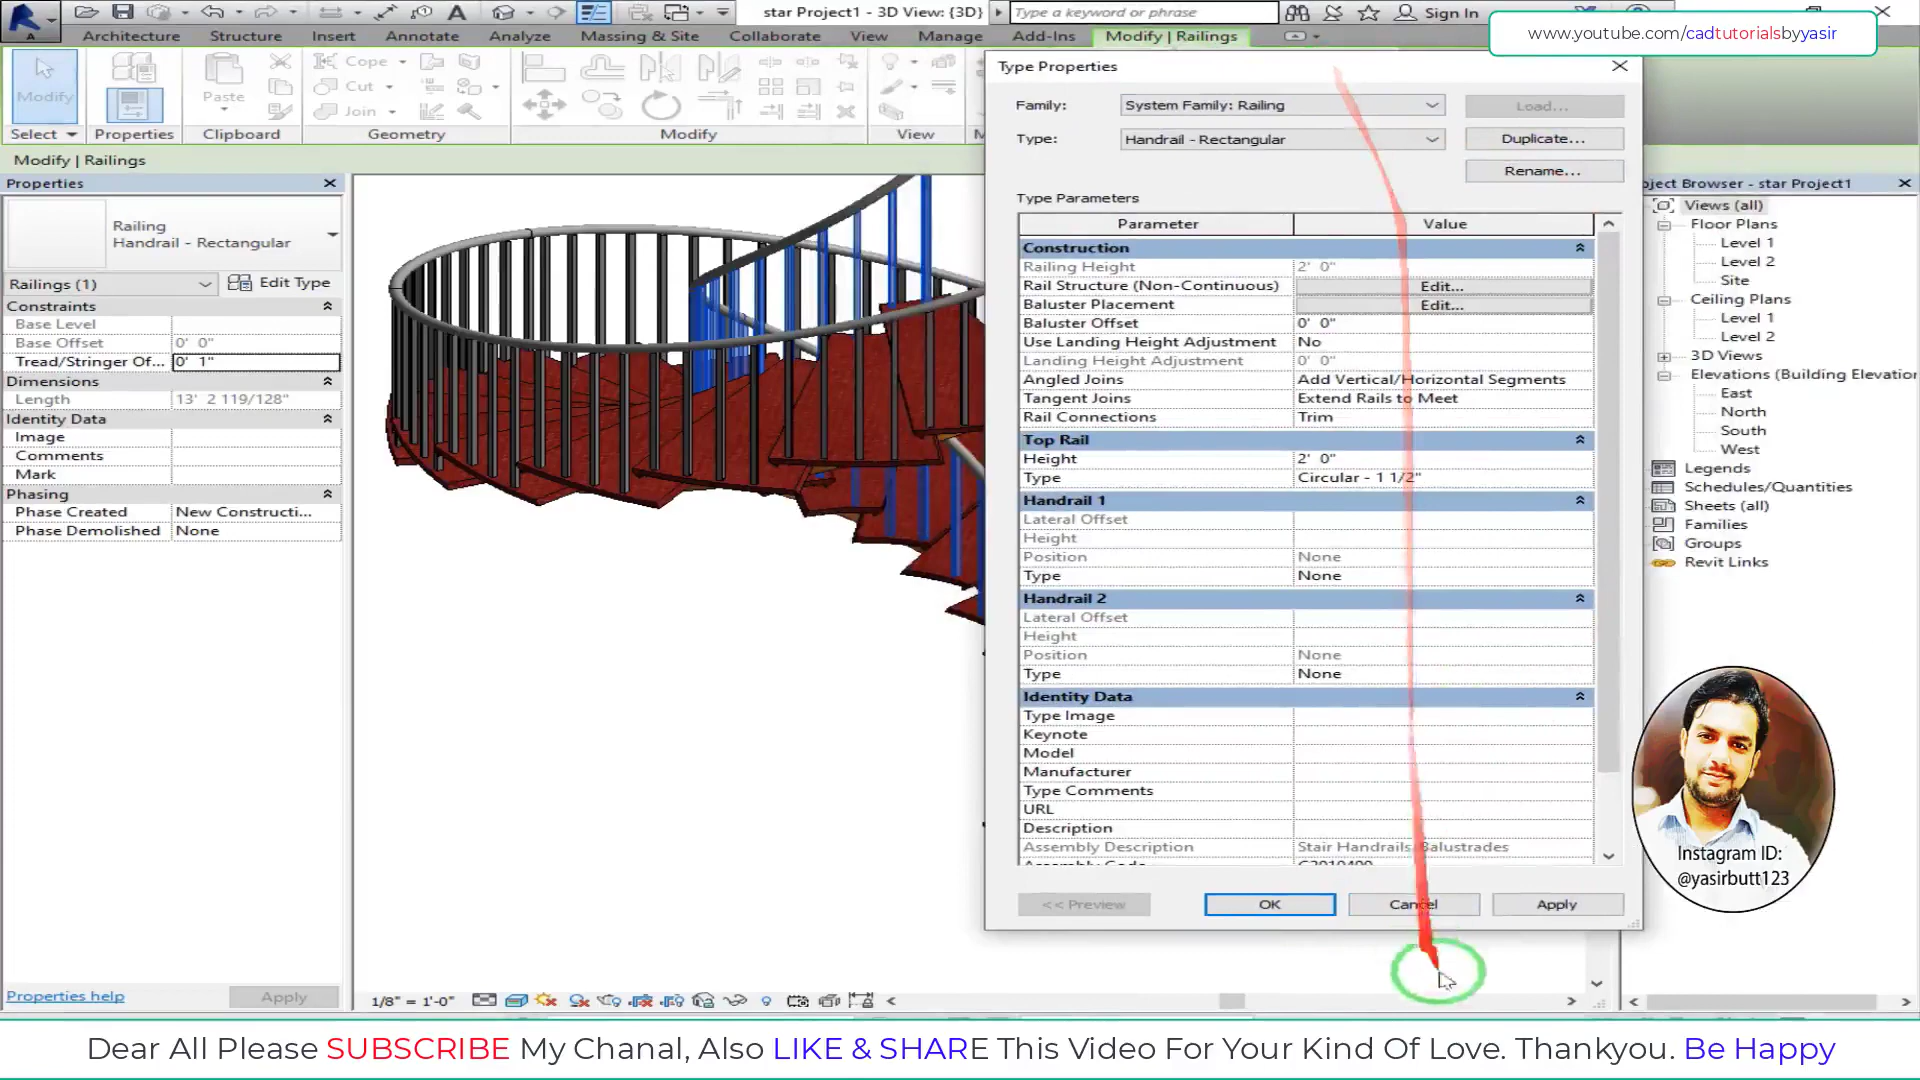 star Project1 - 3D View: {3D}
Type a keyword or phrase
Sign In
www.youtube.com/cadtutorialsbyyasir
Architecture
Structure
Insert
Annotate
Analyze
Massing & Site
Collaborate
View
Manage
Add-Ins
Modify | Railings
Modify
Paste
Cope
Cut
Join
Select
Properties
Clipboard
Geometry
Modify
View
Modify | Railings
Properties
Railing
Handrail - Rectangular
Railings (1)
Edit Type
Constraints
Base Level
Base Offset 0' 0"
Tread/Stringer Of... 0' 1"
Dimensions
Length 13' 2 119/128"
Identity Data
Image
Comments
Mark
Phasing
Phase Created New Constructi...
Phase Demolished None
Properties help
Apply
1/8" = 1'-0"
Type Properties
Family: System Family: Railing Load...
Type: Handrail - Rectangular Duplicate...
Rename...
Type Parameters
Parameter Value
Construction
Railing Height 2' 0"
Rail Structure (Non-Continuous) Edit...
Baluster Placement Edit...
Baluster Offset 0' 0"
Use Landing Height Adjustment No
Landing Height Adjustment 0' 0"
Angled Joins Add Vertical/Horizontal Segments
Tangent Joins Extend Rails to Meet
Rail Connections Trim
Top Rail
Height 2' 0"
Type Circular - 1 1/2"
Handrail 1
Lateral Offset
Height
Position None
Type None
Handrail 2
Lateral Offset
Height
Position None
Type None
Identity Data
Type Image
Keynote
Model
Manufacturer
Type Comments
URL
Description
Assembly Description Stair Handrails/Balustrades
<< Preview
OK
Cancel
Apply
oject Browser - star Project1
Views (all)
Floor Plans
Level 1
Level 2
Site
Ceiling Plans
Level 1
Level 2
3D Views
Elevations (Building Elevatior
East
North
South
West
Legends
Schedules/Quantities
Sheets (all)
Families
Groups
Revit Links
Instagram ID:
@yasirbutt123
Dear All Please SUBSCRIBE My Chanal, Also LIKE & SHARE This Video For Your Kind Of Love. Thankyou. Be Happy